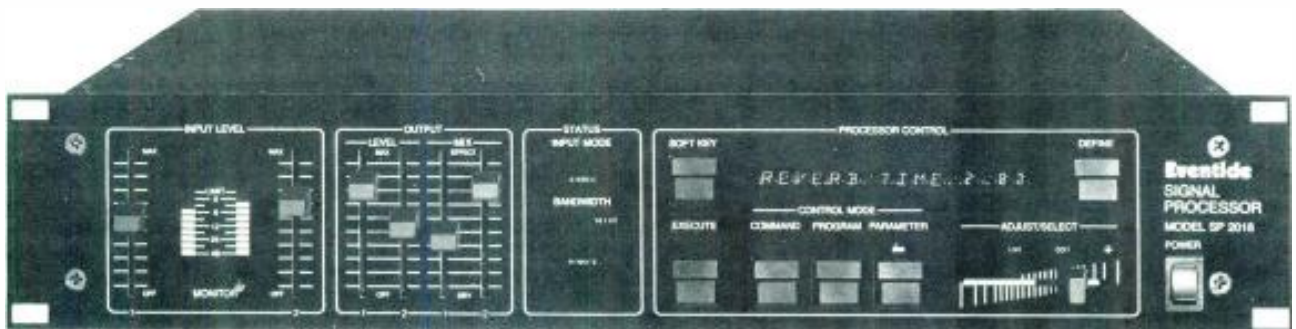 INPUT LEVEL
MAX
MAX
LIMIT
OFF
MONITOR
OFF
1
2
OUTPUT
LEVEL
MIX
MAX
EFFECT
OFF
DRY
1
2
1
2
STATUS
INPUT MODE
BANDWIDTH
PROCESSOR CONTROL
SOFT KEY
REVERB TIME
DEFINE
CONTROL MODE
EXECUTE
COMMAND
PROGRAM
PARAMETER
ADJUST/SELECT
Eventide
SIGNAL
PROCESSOR
MODEL SP 2016
POWER